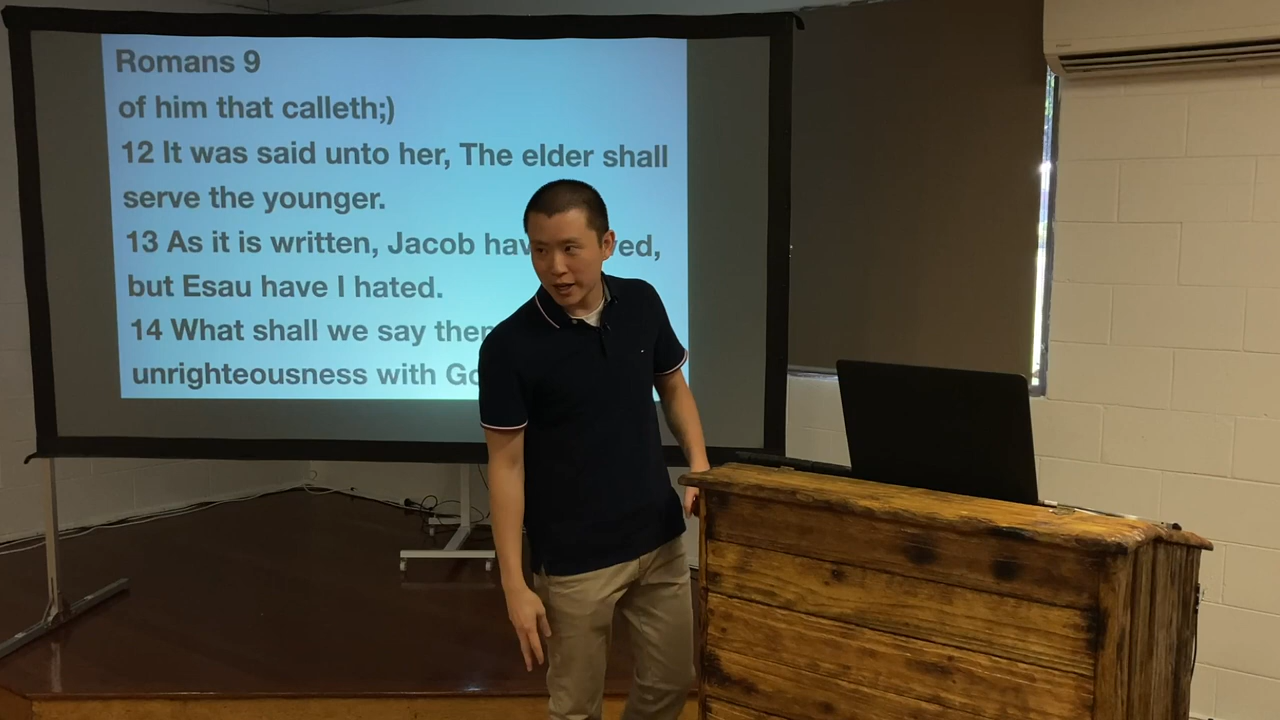 Romans 9
of him that calleth;)
12 It was said unto her, The elder shall
serve the younger.
13 As it is written, Jacob
but Esau have I hated.
14 What shall we say
unrighteousness with